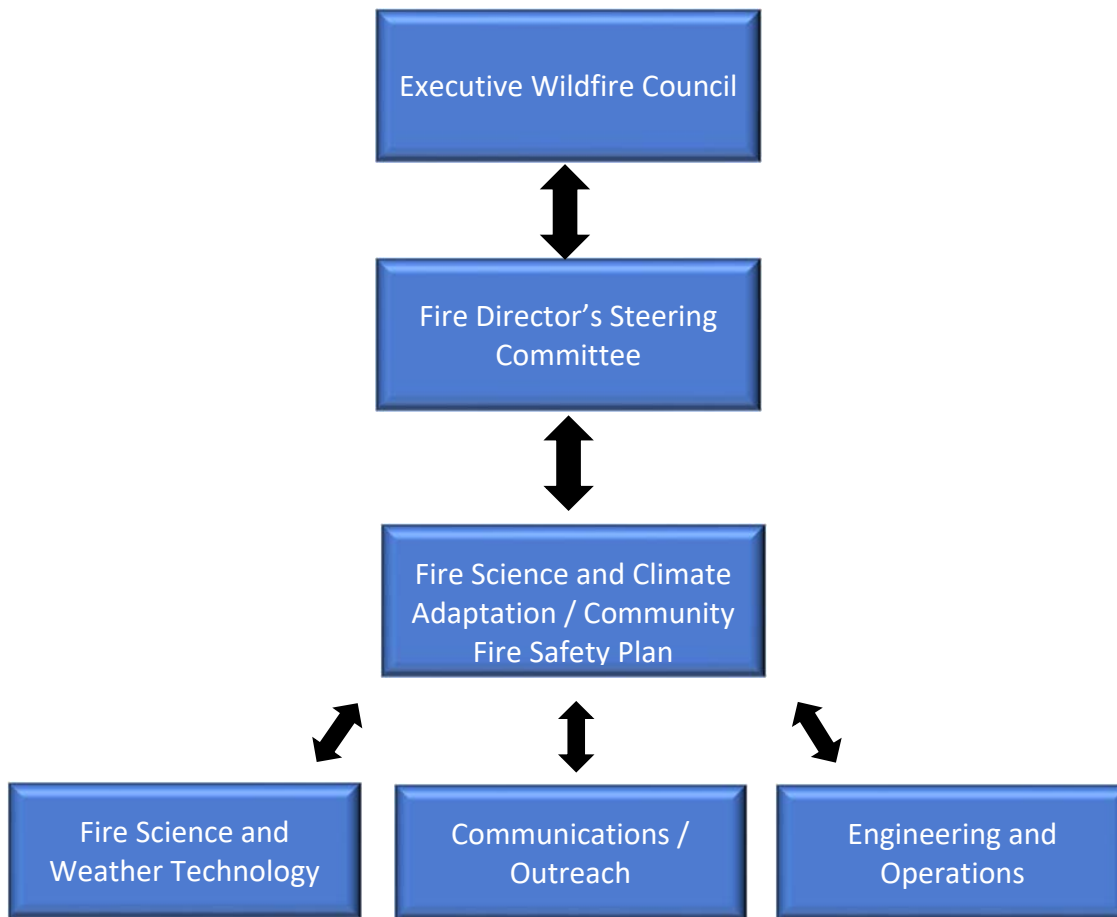 Executive Wildfire Council
Fire Director’s Steering
Committee
Fire Science and Climate
Adaptation / Community
Fire Safety Plan
Fire Science and
Weather Technology
Communications /
Outreach
Engineering and
Operations